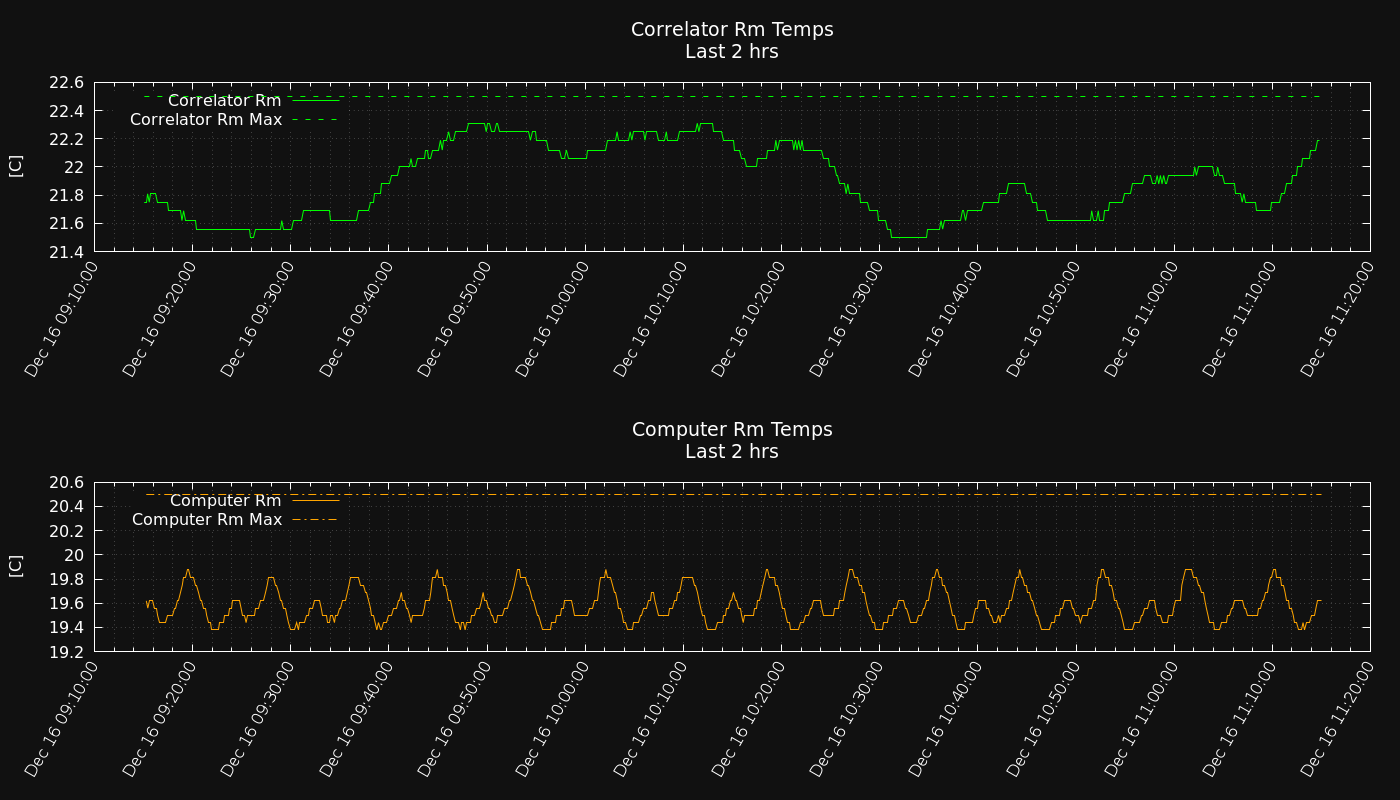 Correlator Rm Temps
Last 2 hrs
22.6
22.4
22.2
22
21.8
21.6
21.4
[C]
Correlator Rm
Correlator Rm Max
Dec 16 09:10:00
Dec 16 09:20:00
Dec 16 09:30:00
Dec 16 09:40:00
Dec 16 09:50:00
Dec 16 10:00:00
Dec 16 10:10:00
Dec 16 10:20:00
Dec 16 10:30:00
Dec 16 10:40:00
Dec 16 10:50:00
Dec 16 11:00:00
Dec 16 11:10:00
Dec 16 11:20:00
Computer Rm Temps
Last 2 hrs
20.6
20.4
20.2
20
19.8
19.6
19.4
19.2
[C]
Computer Rm
Computer Rm Max
Dec 16 09:10:00
Dec 16 09:20:00
Dec 16 09:30:00
Dec 16 09:40:00
Dec 16 09:50:00
Dec 16 10:00:00
Dec 16 10:10:00
Dec 16 10:20:00
Dec 16 10:30:00
Dec 16 10:40:00
Dec 16 10:50:00
Dec 16 11:00:00
Dec 16 11:10:00
Dec 16 11:20:00